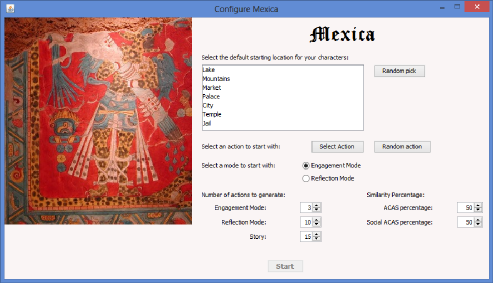 Configure Mexica
Mexica
Select the default starting location for your characters:
Lake
Mountains
Market
Palace
City
Temple
Jail
Random pick
Select an action to start with:
Select Action
Random action
Select a mode to start with:
Engagement Mode
Reflection Mode
Number of actions to generate:
Similarity Percentage:
Engagement Mode: 3
ACAS percentage: 50
Reflection Mode: 10
Social ACAS percentage: 50
Story: 15
Start